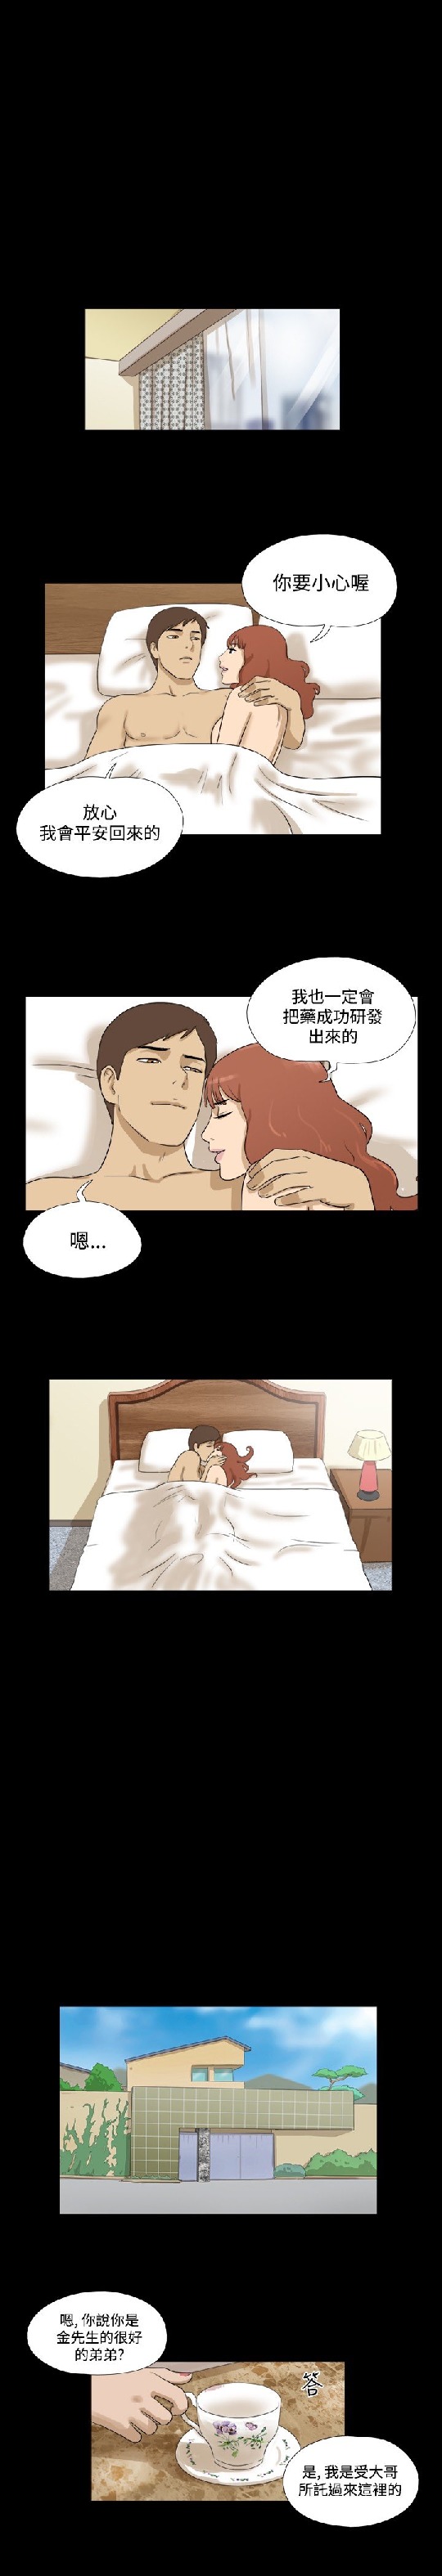 你要小心喔
放心
我會平安回來的
我也一定會
把藥成功研發
出來的
嗯...
嗯, 你說你是
金先生的很好
的弟弟?
答
是, 我是受大哥
所託過來這裡的